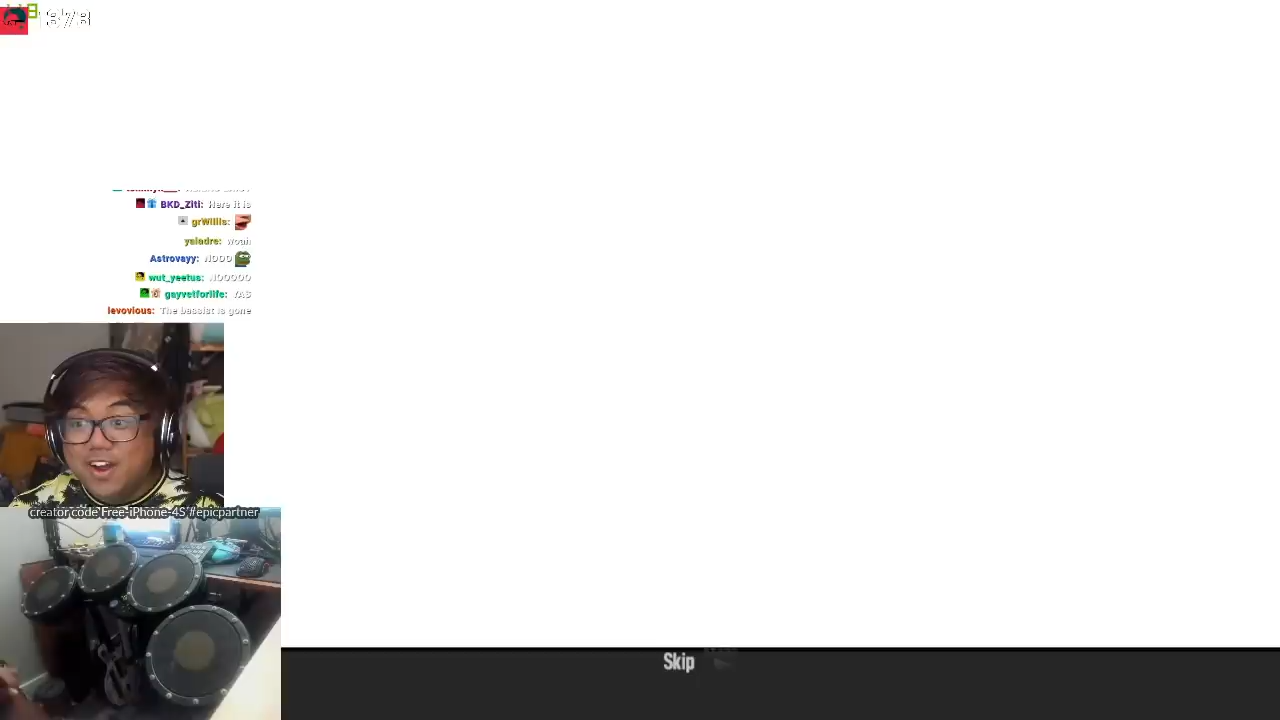 1878
BKD_Ziti: Here it is
grWillis:
yaladre: woah
Astrovayy: NOOO
wut_yeetus: NOOOOO
gayvetforlife: YAS
levovious: The bassist is gone
creator code Free-iPhone-4S #epicpartner
Skip